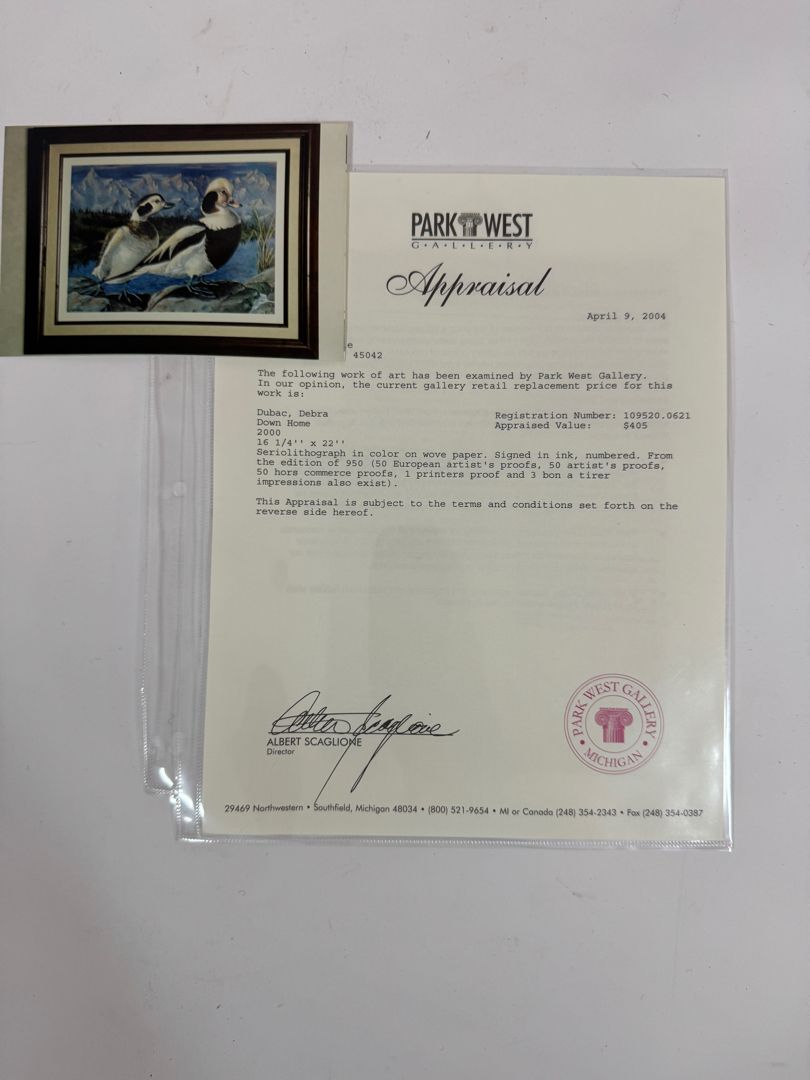 PARK WEST
G•A•L•L•E•R•Y
Appraisal
April 9, 2004
e
45042
The following work of art has been examined by Park West Gallery.
In our opinion, the current gallery retail replacement price for this
work is:
Dubac, Debra Registration Number: 109520.0621
Down Home Appraised Value: $405
2000
16 1/4'' x 22''
Seriolithograph in color on wove paper. Signed in ink, numbered. From
the edition of 950 (50 European artist's proofs, 50 artist's proofs,
50 hors commerce proofs, 1 printers proof and 3 bon a tirer
impressions also exist).
This Appraisal is subject to the terms and conditions set forth on the
reverse side hereof.
Albert Scaglione
ALBERT SCAGLIONE
Director
PARK WEST GALLERY
• MICHIGAN •
29469 Northwestern • Southfield, Michigan 48034 • (800) 521-9654 • MI or Canada (248) 354-2343 • Fax (248) 354-0387